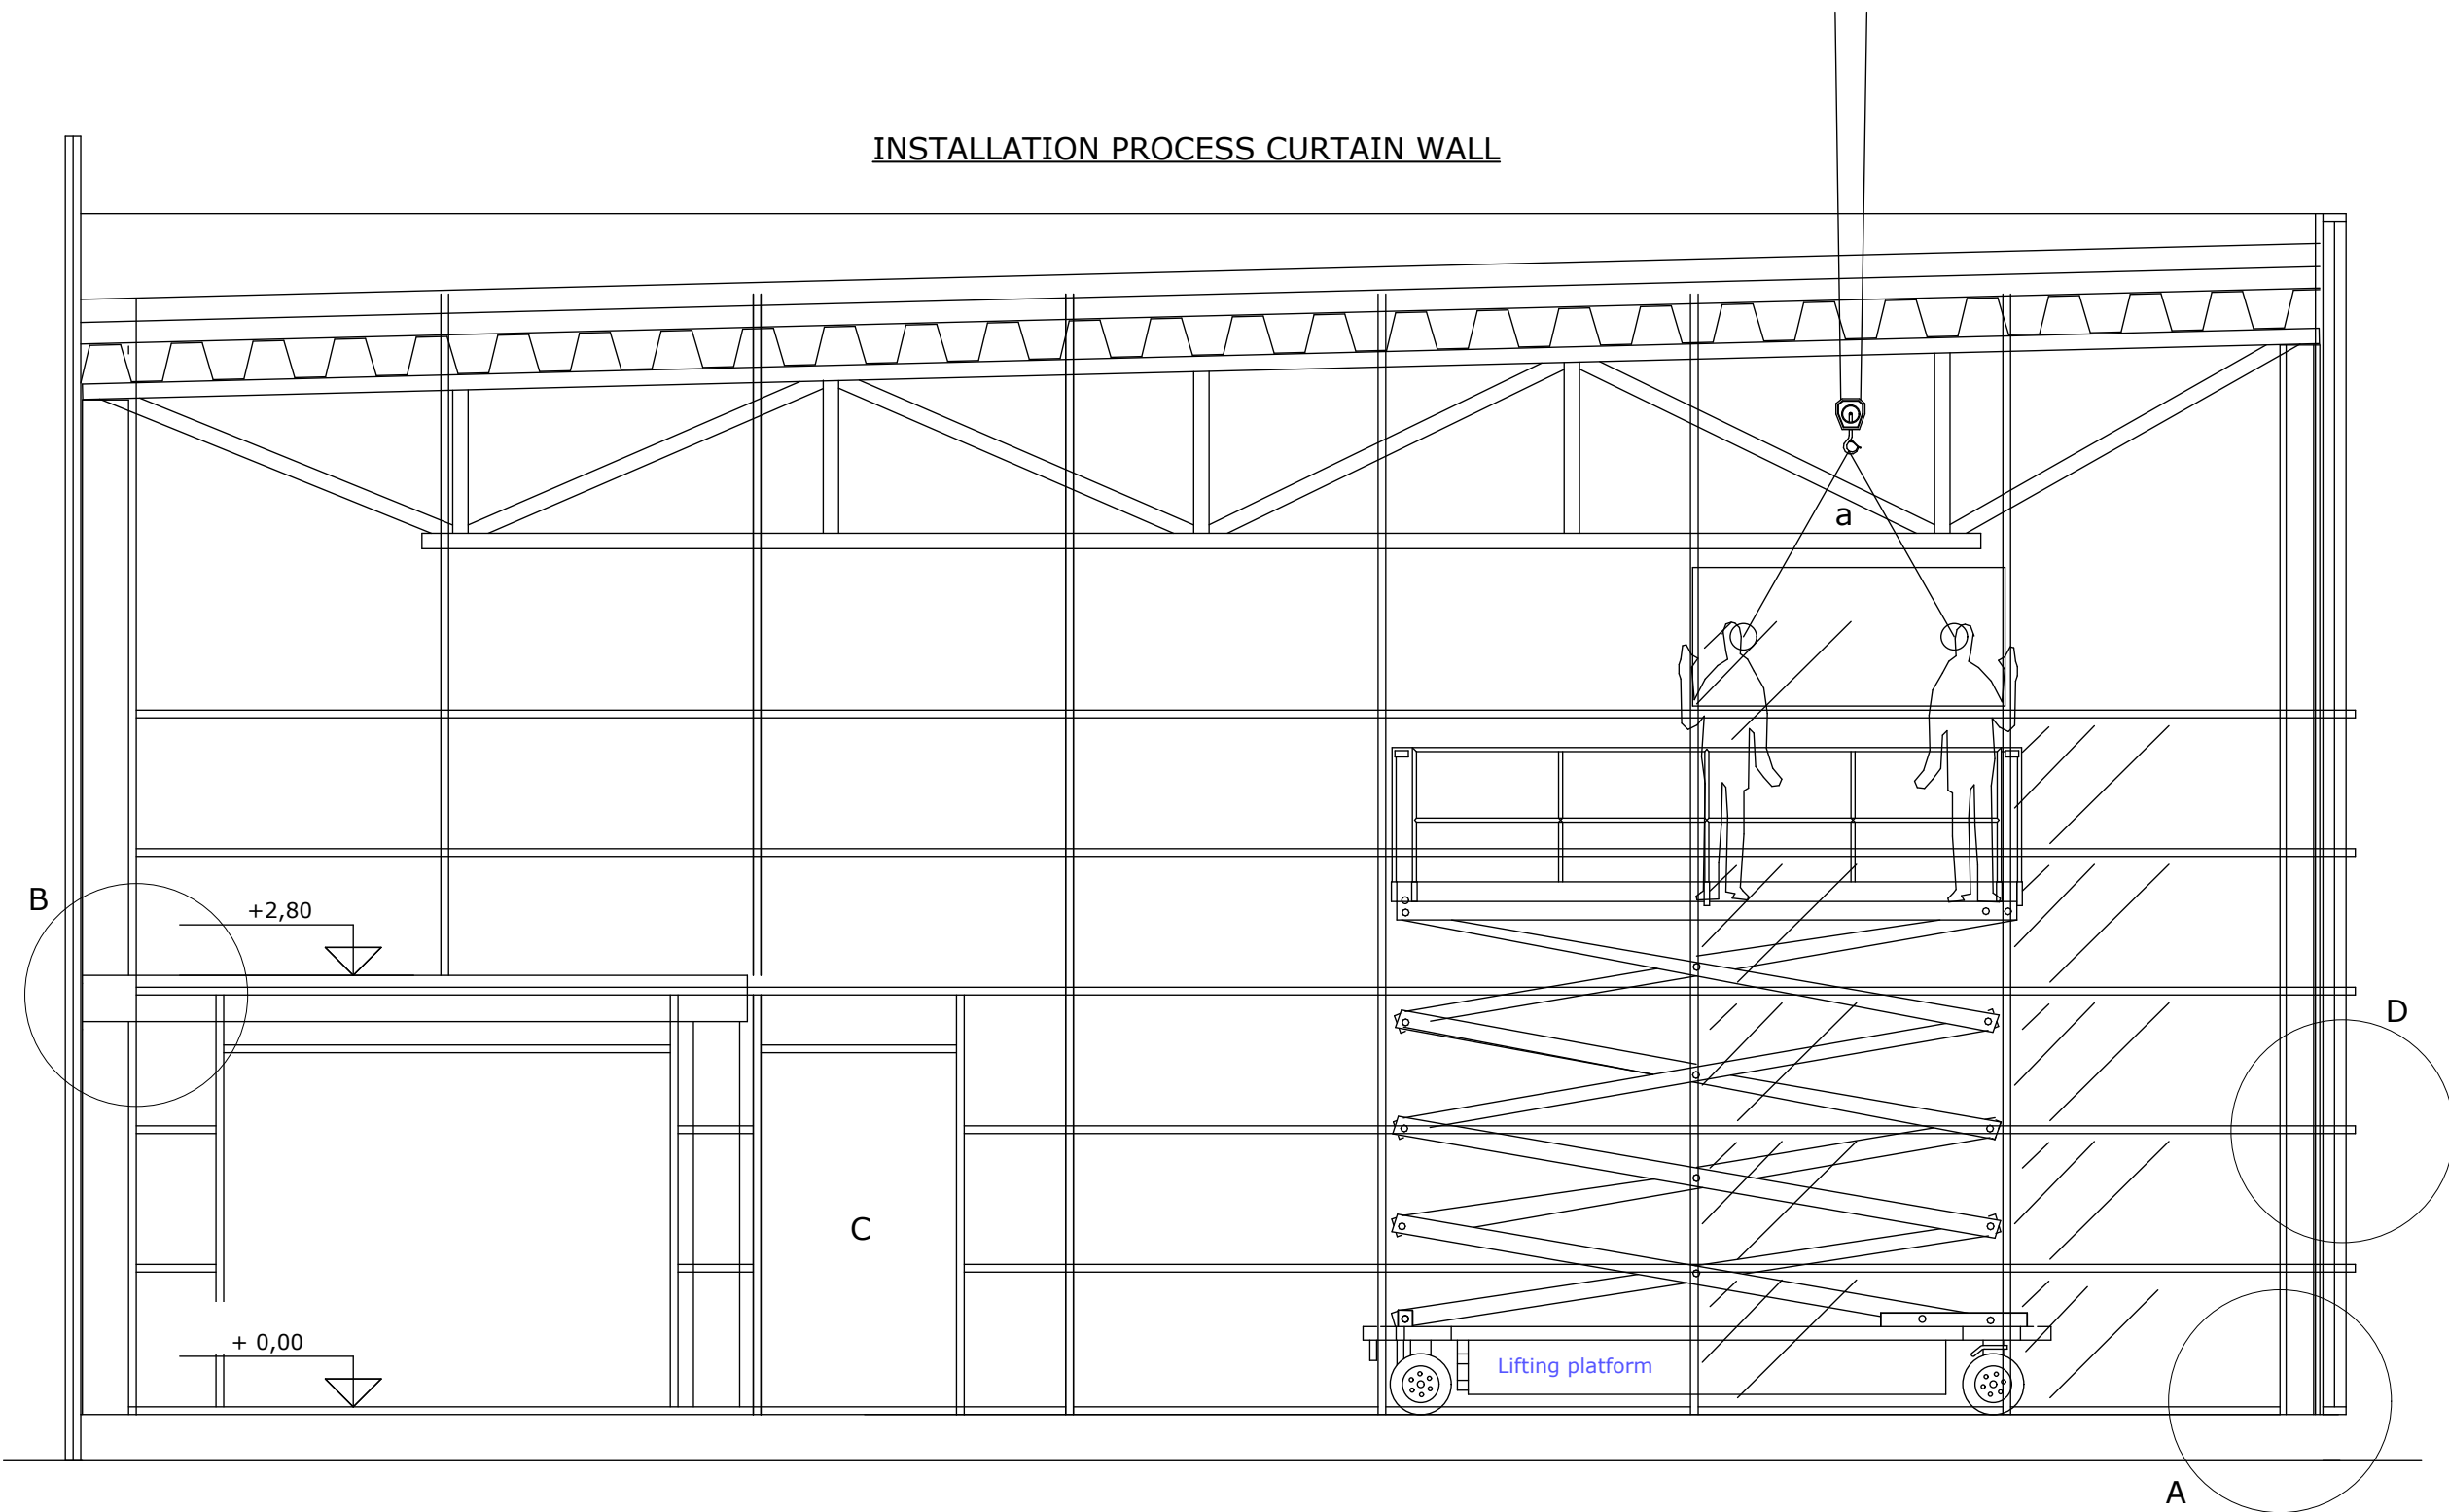 INSTALLATION PROCESS CURTAIN WALL
a
B
+2,80
D
C
+ 0,00
Lifting platform
A